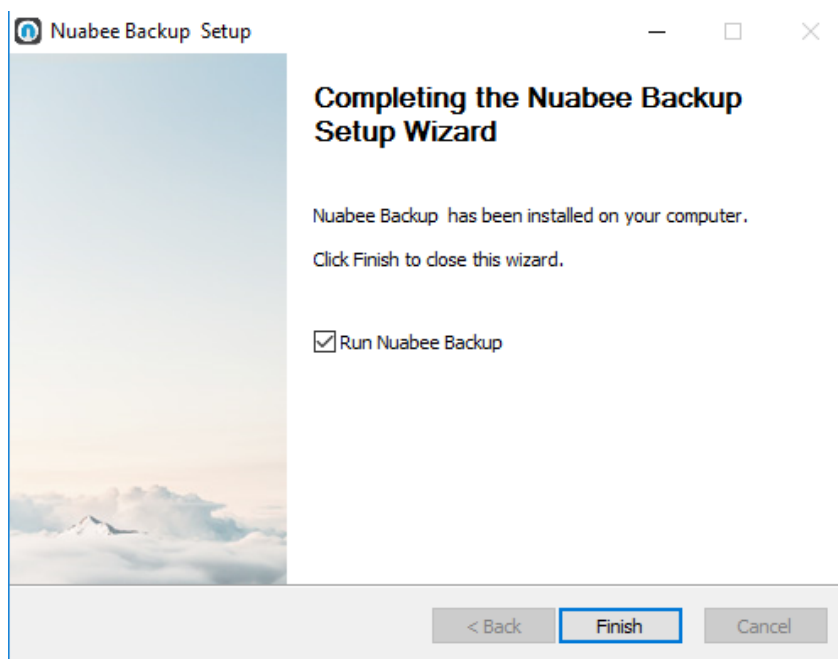 Nuabee Backup  Setup
Completing the Nuabee Backup
Setup Wizard
Nuabee Backup  has been installed on your computer.
Click Finish to close this wizard.
Run Nuabee Backup
< Back
Finish
Cancel